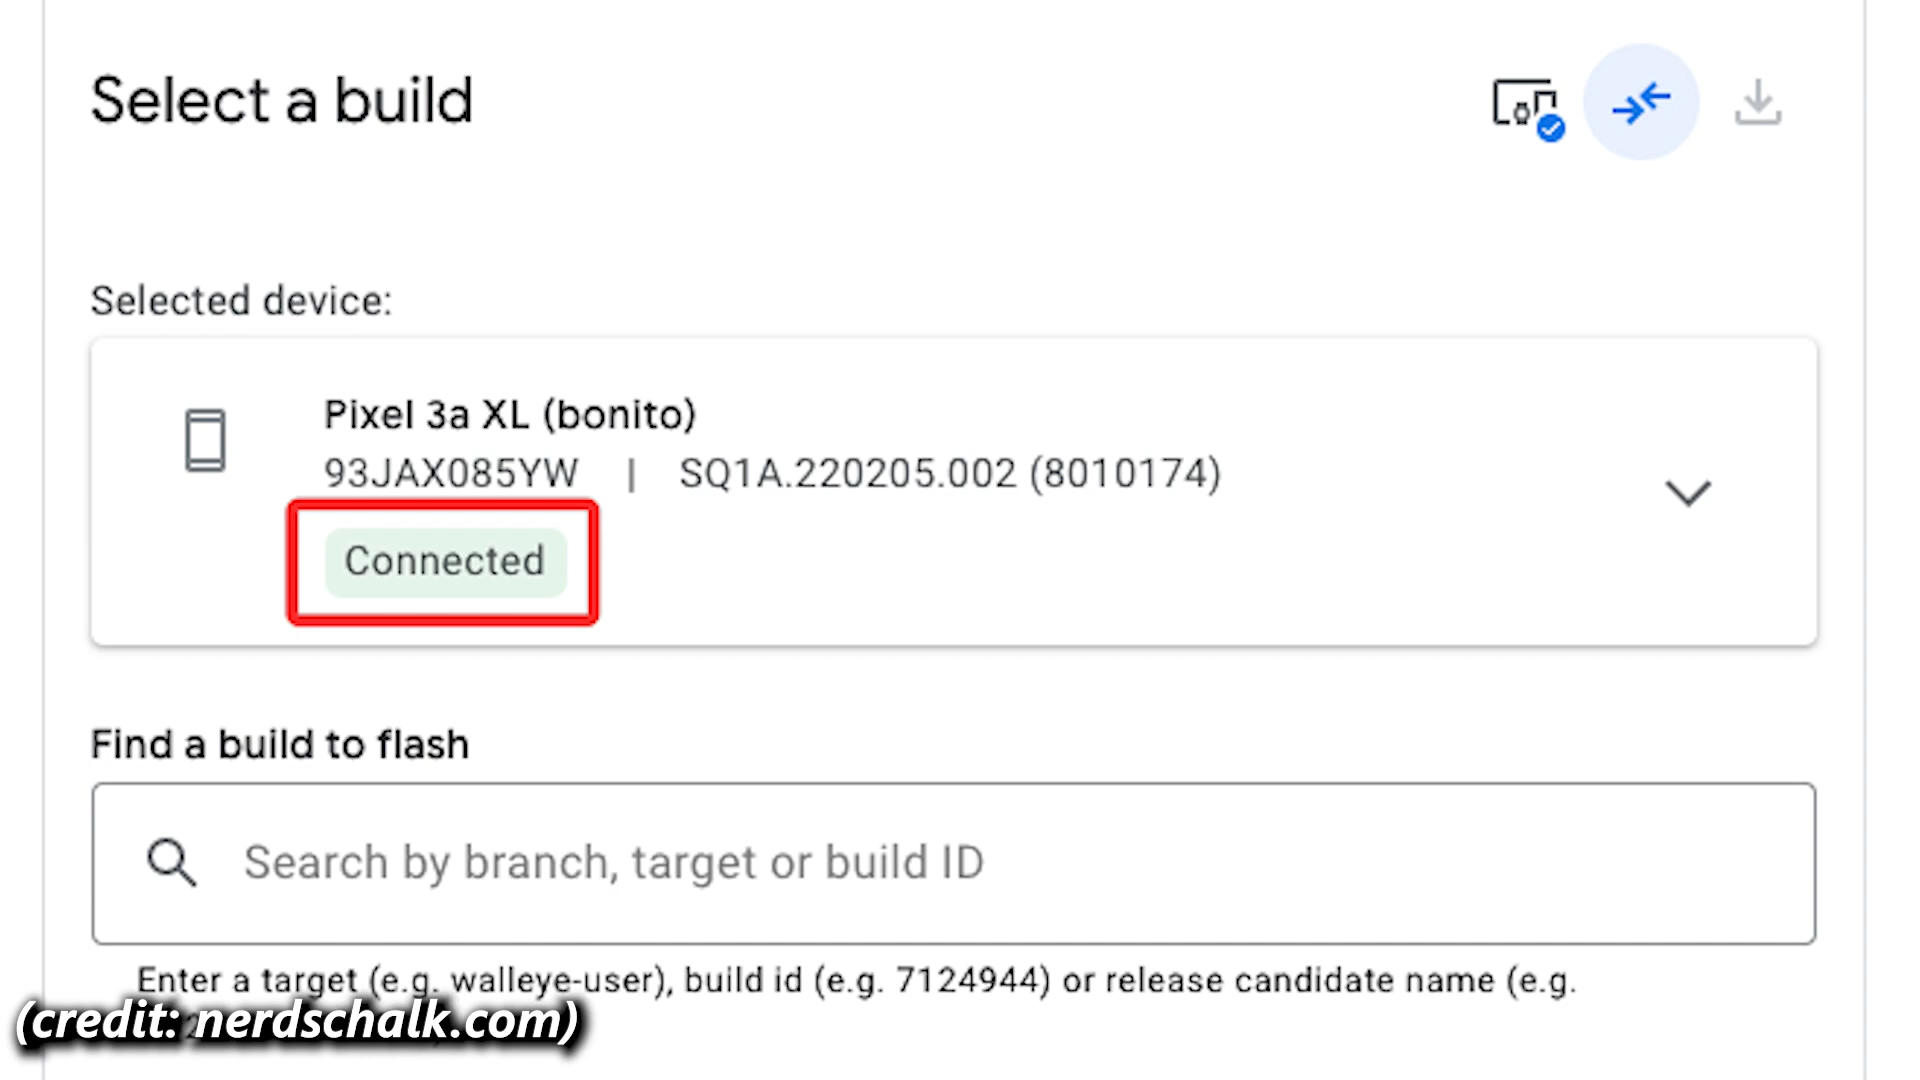 Select a build
Selected device:
Pixel 3a XL (bonito)
93JAX085YW | SQ1A.220205.002 (8010174)
Connected
Find a build to flash
Search by branch, target or build ID
Enter a target (e.g. walleye-user), build id (e.g. 7124944) or release candidate name (e.g.
(credit: nerdschalk.com)